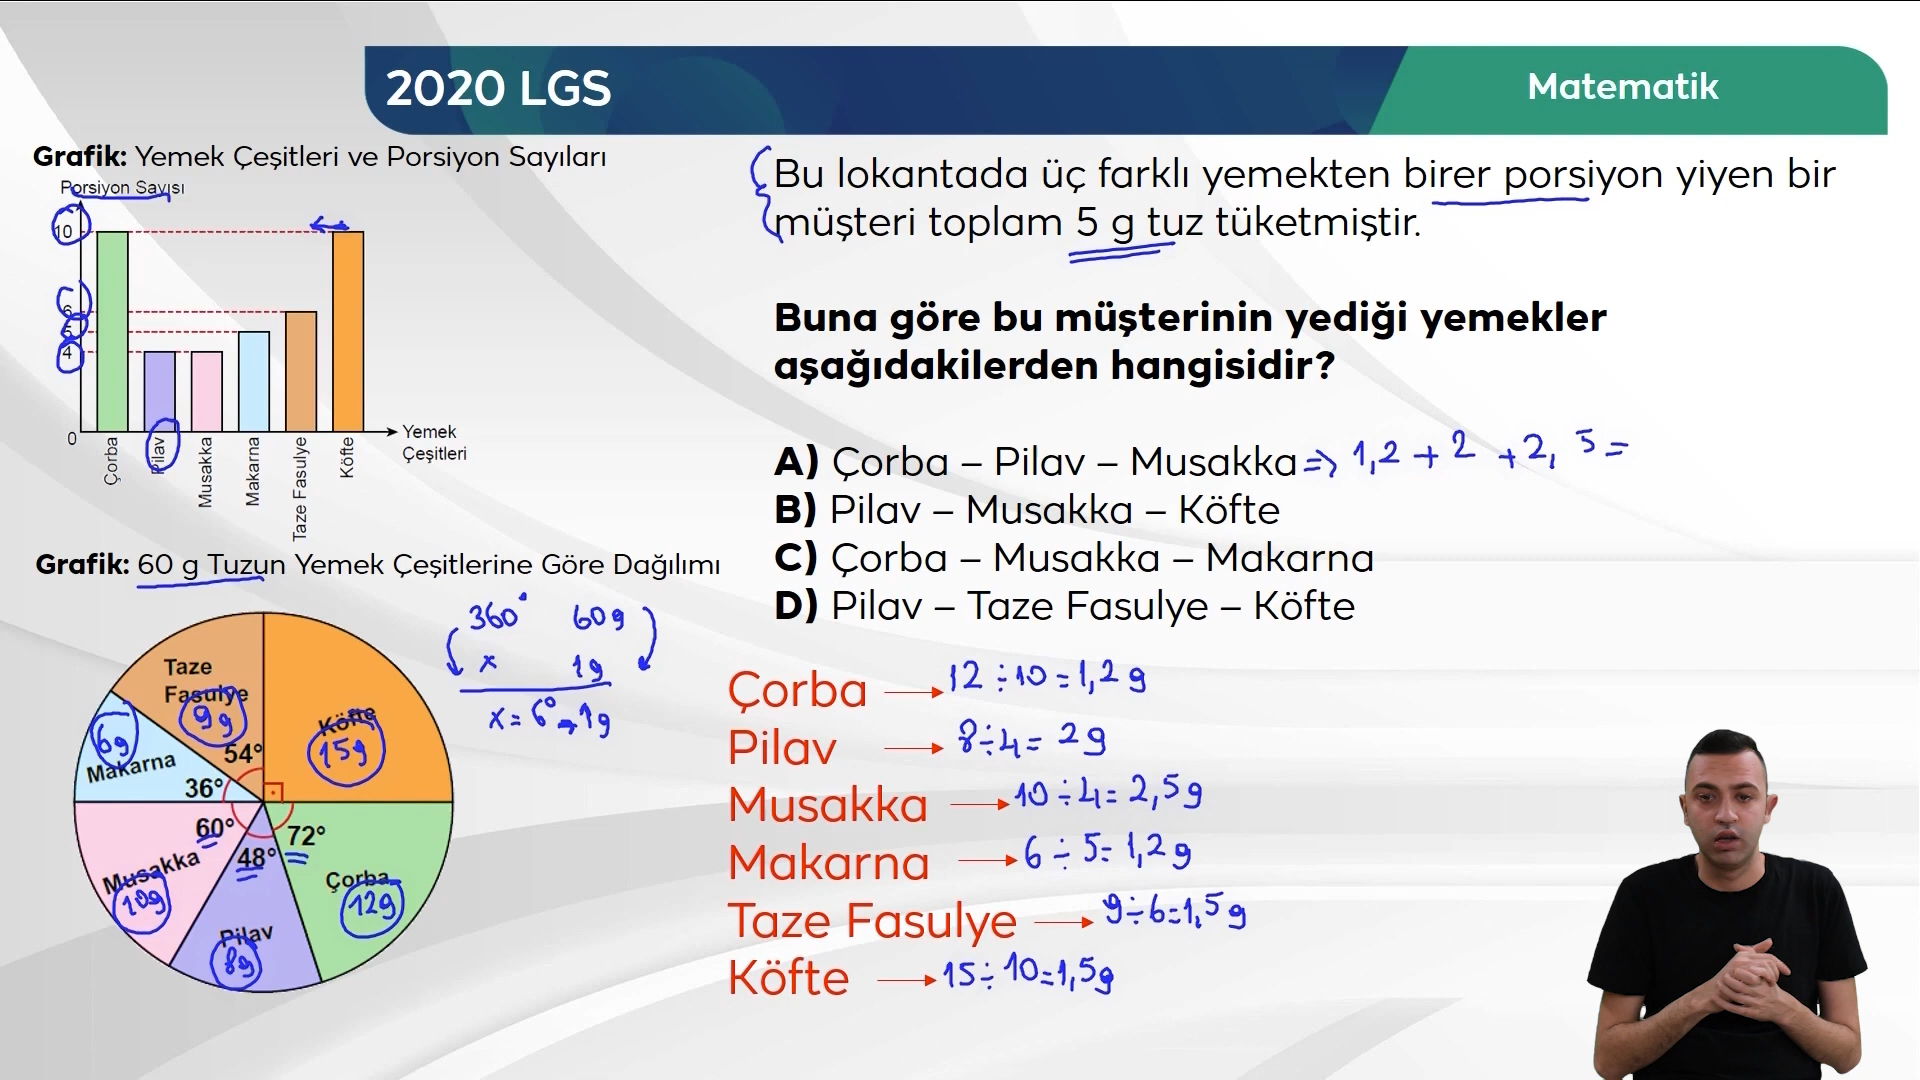 2020 LGS
Matematik
Grafik: Yemek Çeşitleri ve Porsiyon Sayıları
Porsiyon Sayısı
10
6
5
4
0
Çorba
Pilav
Musakka
Makarna
Taze Fasulye
Köfte
Yemek
Çeşitleri
Grafik: 60 g Tuzun Yemek Çeşitlerine Göre Dağılımı
360° 60g
x 1g
x = 6° → 1g
Taze
Fasulye
9g
54°
Köfte
15g
6g
Makarna
36°
60°
Musakka
10g
48°
Pilav
8g
72°
Çorba
12g
Bu lokantada üç farklı yemekten birer porsiyon yiyen bir
müşteri toplam 5 g tuz tüketmiştir.
Buna göre bu müşterinin yediği yemekler
aşağıdakilerden hangisidir?
A) Çorba – Pilav – Musakka ⇒ 1,2 + 2 + 2,5 =
B) Pilav – Musakka – Köfte
C) Çorba – Musakka – Makarna
D) Pilav – Taze Fasulye – Köfte
Çorba → 12 ÷ 10 = 1,2 g
Pilav → 8 ÷ 4 = 2 g
Musakka → 10 ÷ 4 = 2,5 g
Makarna → 6 ÷ 5 = 1,2 g
Taze Fasulye → 9 ÷ 6 = 1,5 g
Köfte → 15 ÷ 10 = 1,5 g